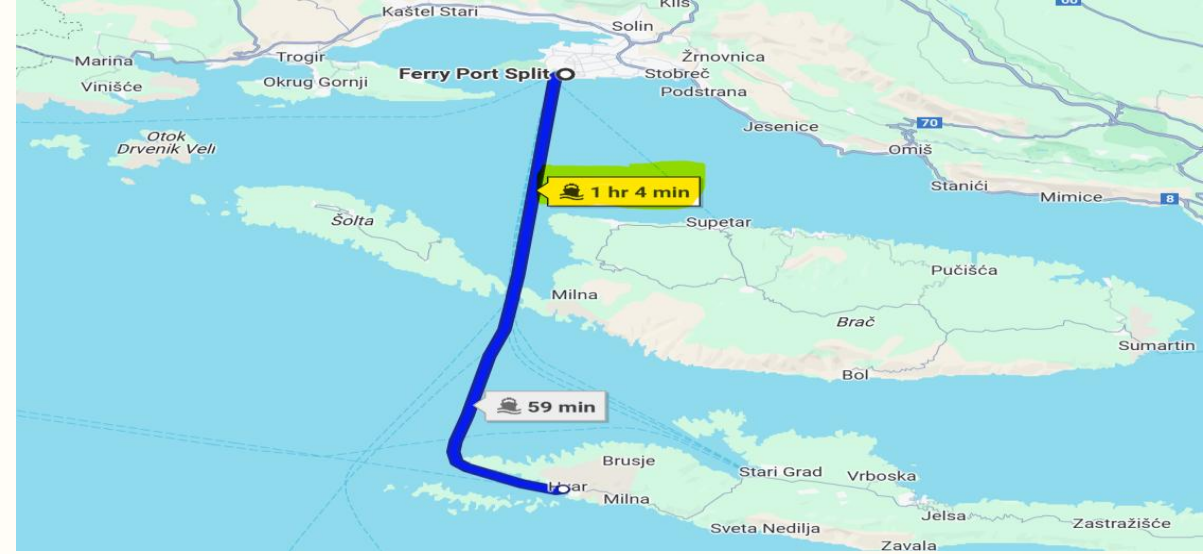 Klis
Kaštel Stari
Solin
66
Marina
Trogir
Žrnovnica
Ferry Port Split
Stobreč
Vinišće
Okrug Gornji
Podstrana
70
Jesenice
Otok
Drvenik Veli
Omiš
Stanići
1 hr 4 min
Mimice
8
Šolta
Supetar
Pučišća
Milna
Brač
Sumartin
Bol
59 min
Brusje
Stari Grad
Vrboska
Hvar
Milna
Jelsa
Zastražišće
Sveta Nedilja
Zavala